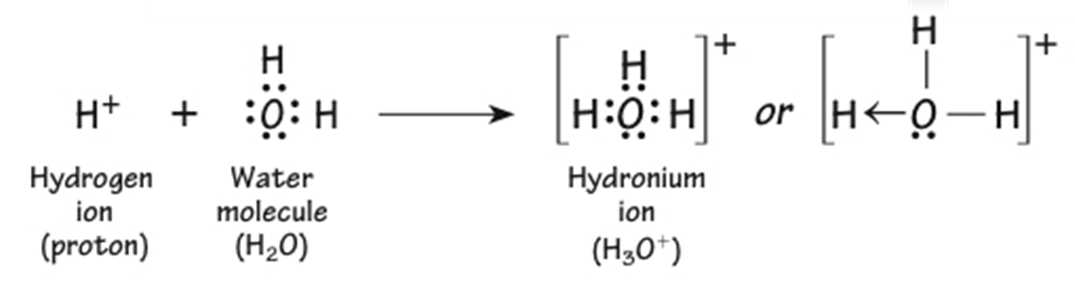 H⁺ + H :Ö: H ⟶ [H H:Ö:H]⁺ or [H H←O—H]⁺
Hydrogen ion (proton)
Water molecule (H₂O)
Hydronium ion (H₃O⁺)